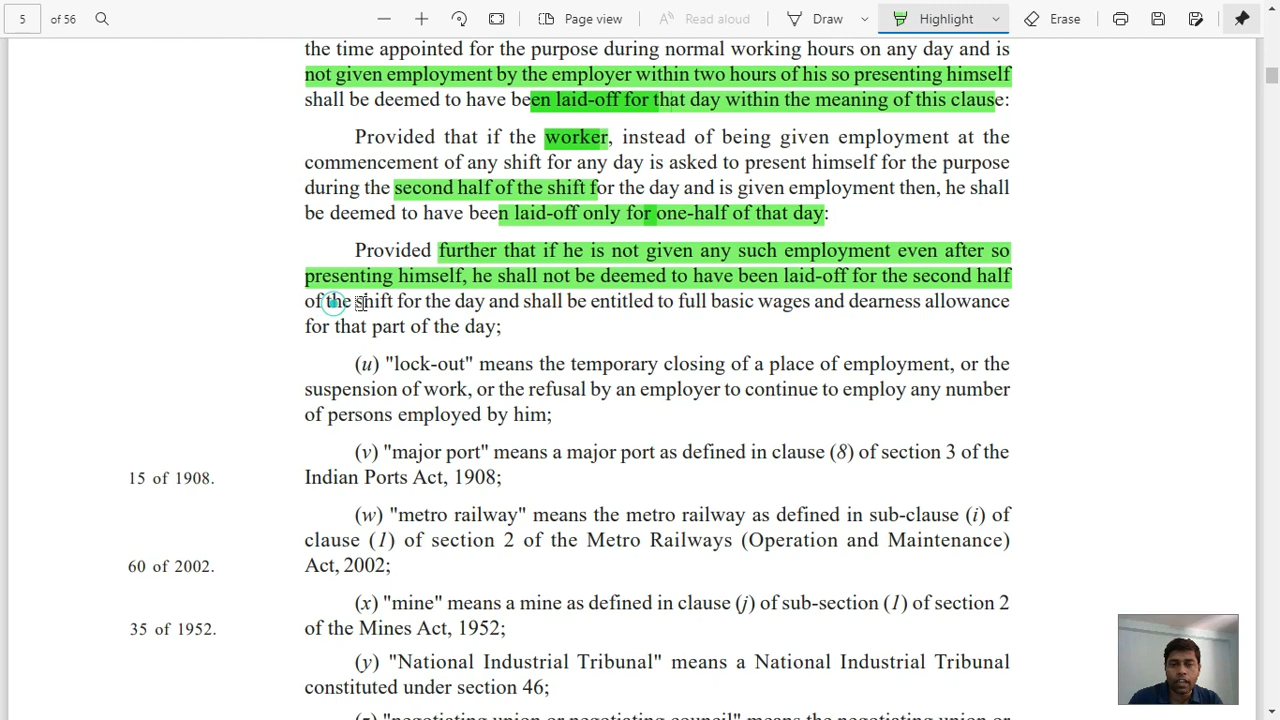 5 of 56 Page view Read aloud Draw Highlight Erase
the time appointed for the purpose during normal working hours on any day and is
not given employment by the employer within two hours of his so presenting himself
shall be deemed to have been laid-off for that day within the meaning of this clause:
Provided that if the worker, instead of being given employment at the
commencement of any shift for any day is asked to present himself for the purpose
during the second half of the shift for the day and is given employment then, he shall
be deemed to have been laid-off only for one-half of that day:
Provided further that if he is not given any such employment even after so
presenting himself, he shall not be deemed to have been laid-off for the second half
of the shift for the day and shall be entitled to full basic wages and dearness allowance
for that part of the day;
(u) "lock-out" means the temporary closing of a place of employment, or the
suspension of work, or the refusal by an employer to continue to employ any number
of persons employed by him;
(v) "major port" means a major port as defined in clause (8) of section 3 of the
15 of 1908. Indian Ports Act, 1908;
(w) "metro railway" means the metro railway as defined in sub-clause (i) of
clause (1) of section 2 of the Metro Railways (Operation and Maintenance)
60 of 2002. Act, 2002;
(x) "mine" means a mine as defined in clause (j) of sub-section (1) of section 2
35 of 1952. of the Mines Act, 1952;
(y) "National Industrial Tribunal" means a National Industrial Tribunal
constituted under section 46;
(z) "negotiating union or negotiating council" means the negotiating union or